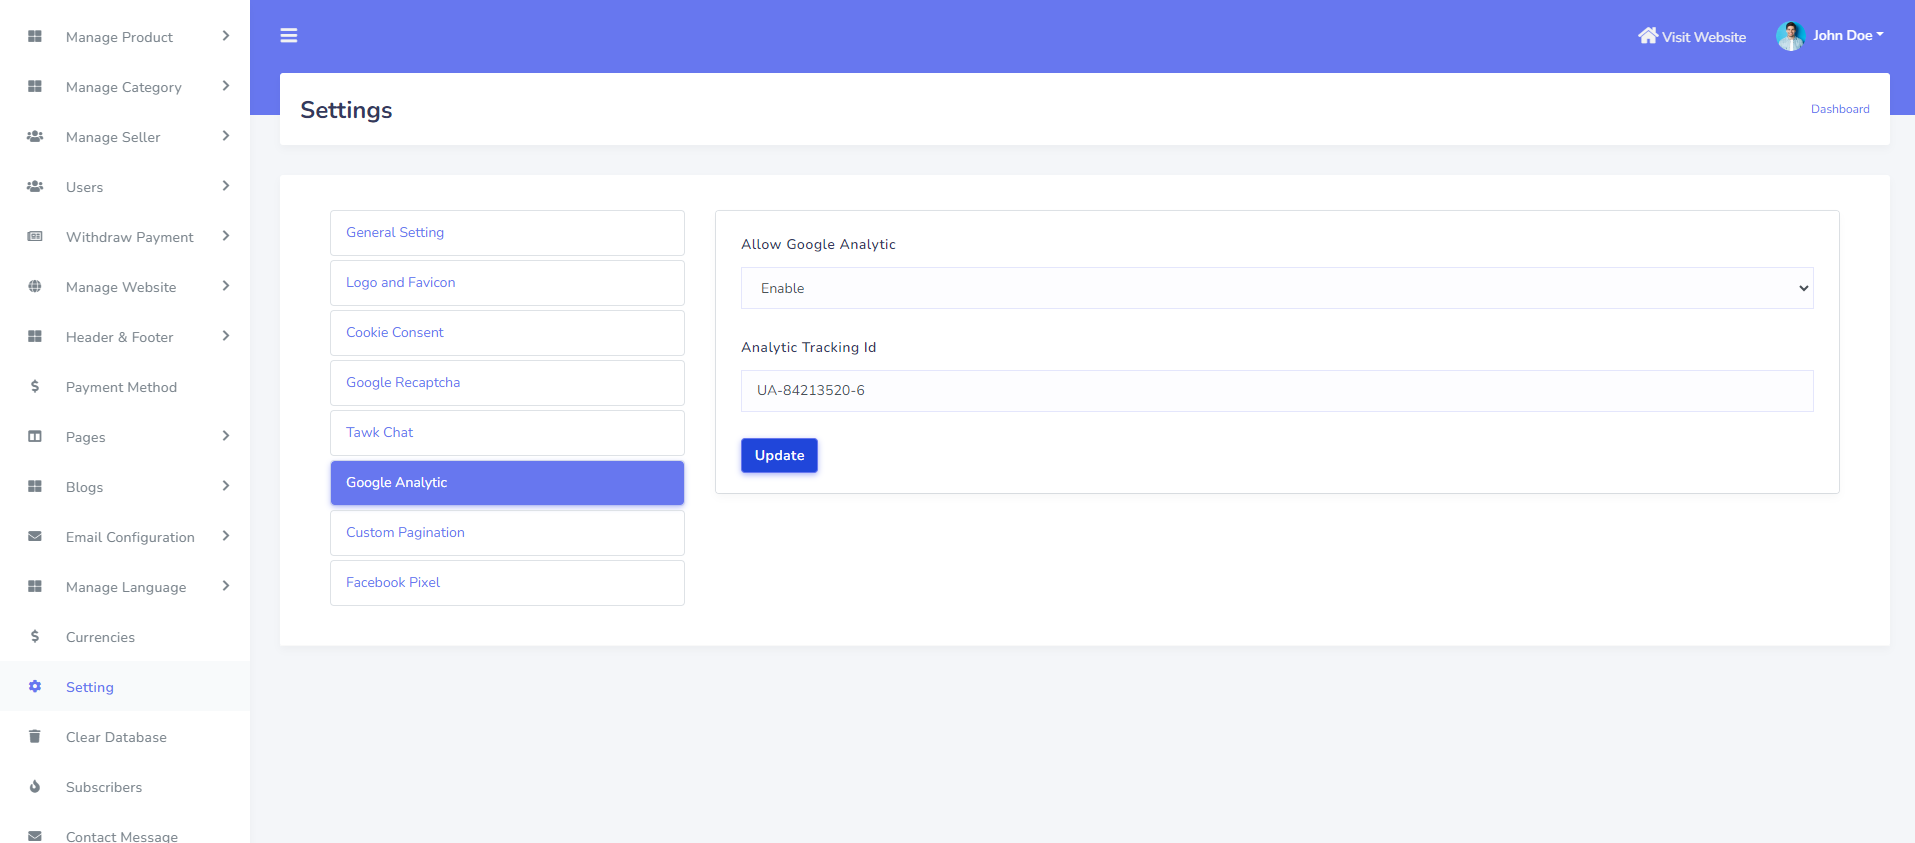 Manage Product
Manage Category
Manage Seller
Users
Withdraw Payment
Manage Website
Header & Footer
Payment Method
Pages
Blogs
Email Configuration
Manage Language
Currencies
Setting
Clear Database
Subscribers
Contact Message
Visit Website
John Doe
Settings
Dashboard
General Setting
Logo and Favicon
Cookie Consent
Google Recaptcha
Tawk Chat
Google Analytic
Custom Pagination
Facebook Pixel
Allow Google Analytic
Enable
Analytic Tracking Id
UA-84213520-6
Update